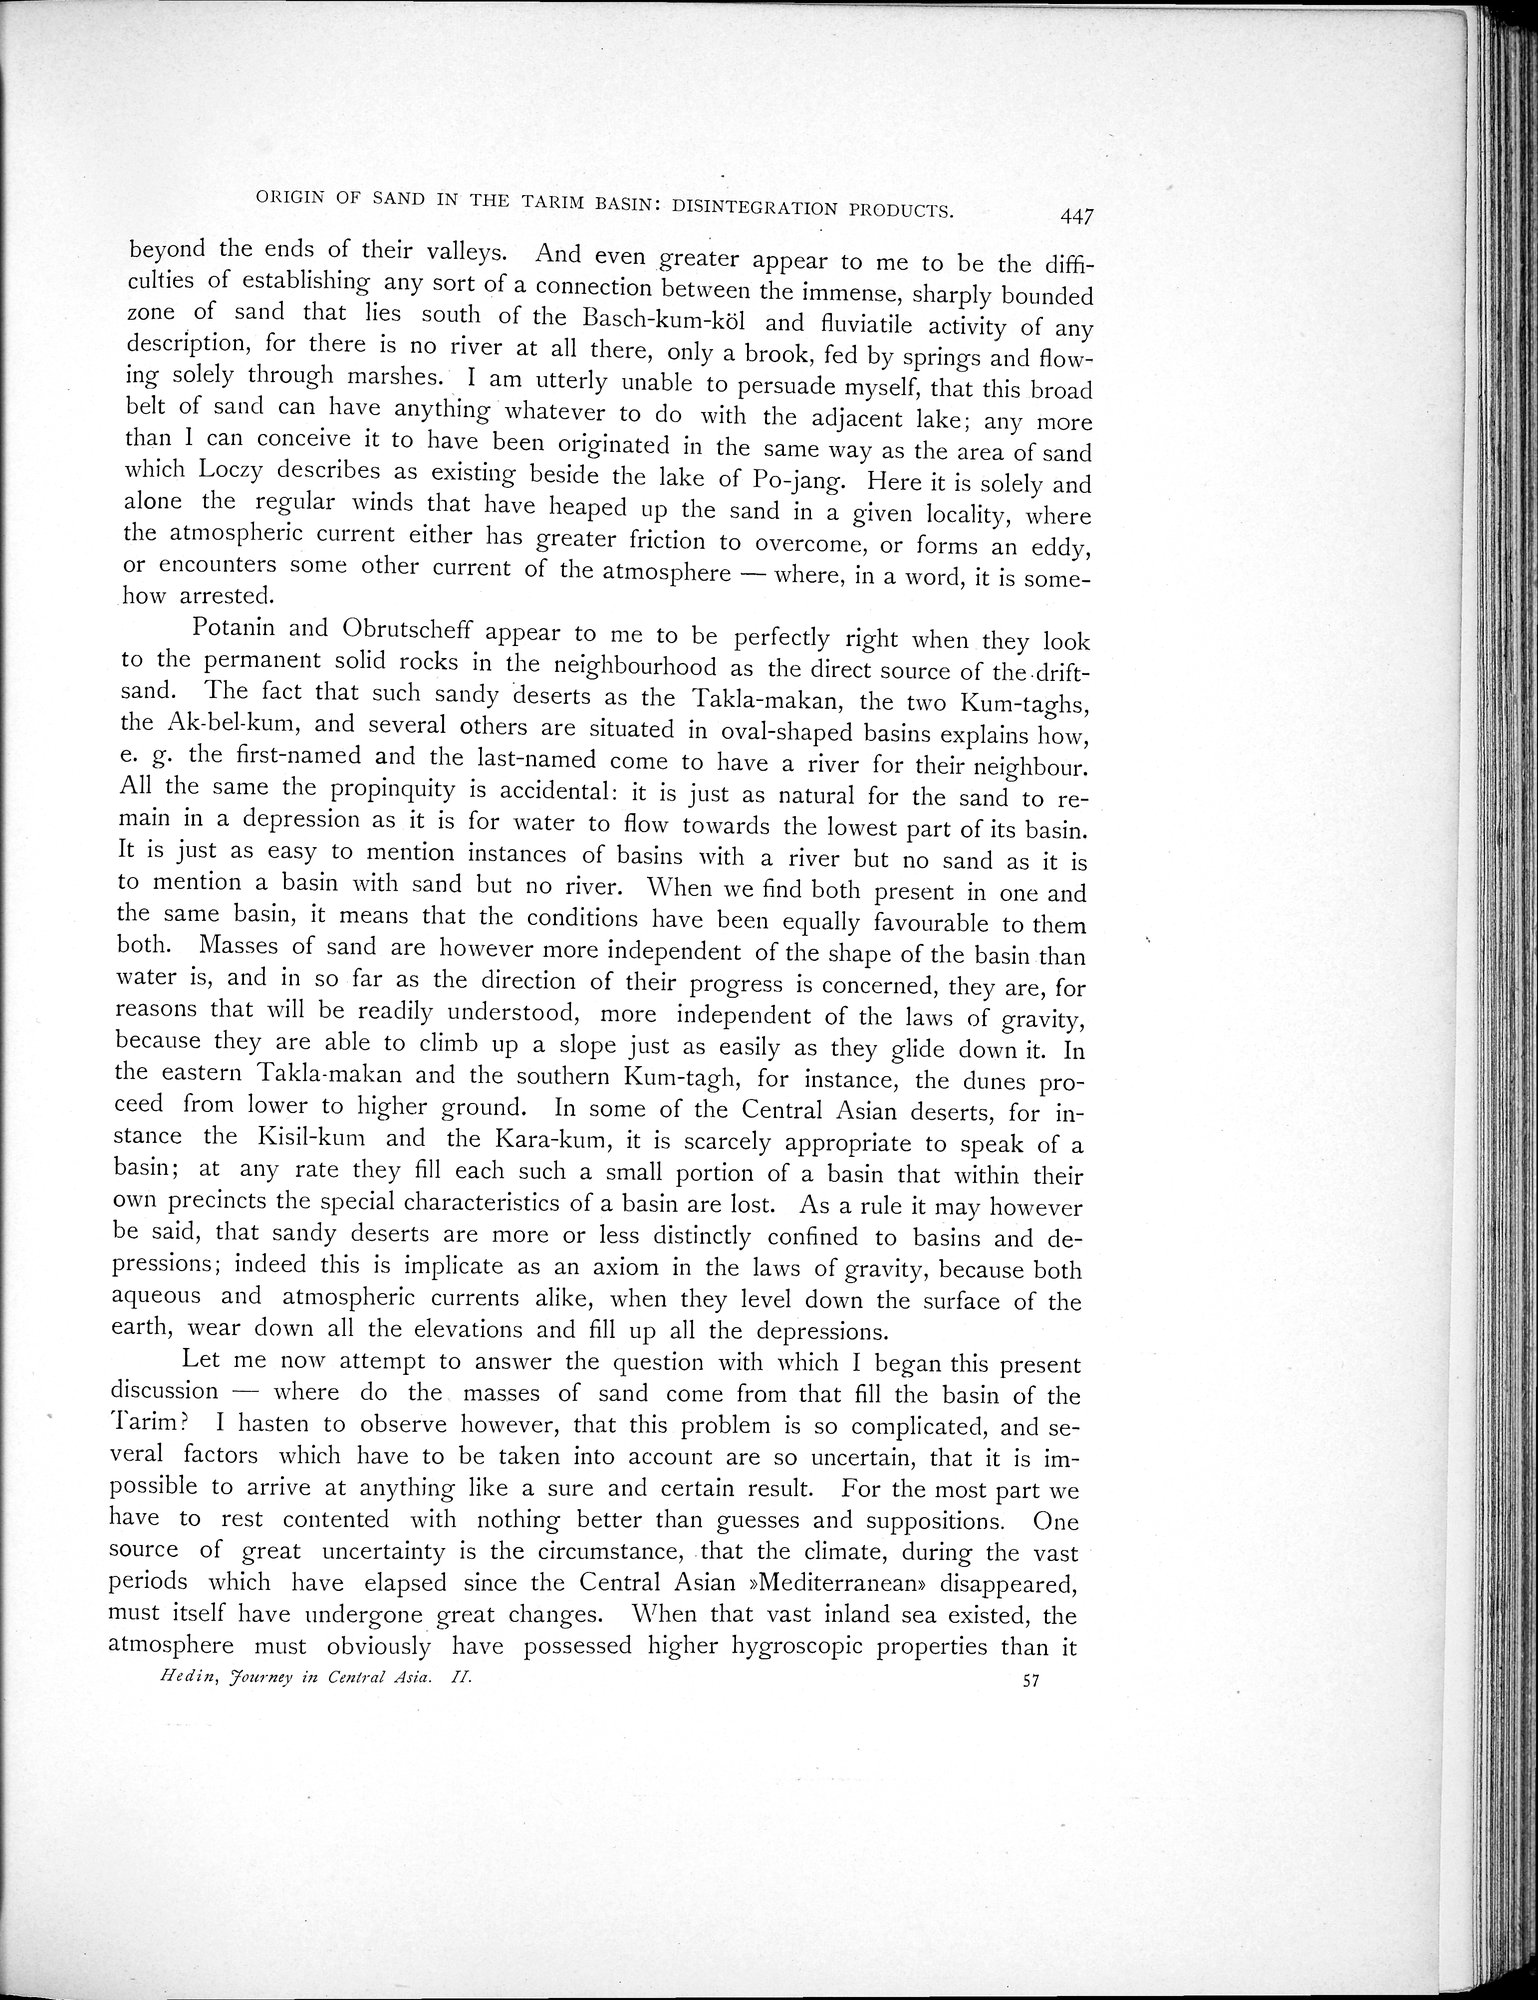 ORIGIN OF SAND IN THE TARIM BASIN: DISINTEGRATION PRODUCTS. 447
beyond the ends of their valleys. And even greater appear to me to be the diffi-
culties of establishing any sort of a connection between the immense, sharply bounded
zone of sand that lies south of the Basch-kum-köl and fluviatile activity of any
description, for there is no river at all there, only a brook, fed by springs and flow-
ing solely through marshes. I am utterly unable to persuade myself, that this broad
belt of sand can have anything whatever to do with the adjacent lake; any more
than I can conceive it to have been originated in the same way as the area of sand
which Loczy describes as existing beside the lake of Po-jang. Here it is solely and
alone the regular winds that have heaped up the sand in a given locality, where
the atmospheric current either has greater friction to overcome, or forms an eddy,
or encounters some other current of the atmosphere — where, in a word, it is some-
how arrested.
Potanin and Obrutscheff appear to me to be perfectly right when they look
to the permanent solid rocks in the neighbourhood as the direct source of the drift-
sand. The fact that such sandy deserts as the Takla-makan, the two Kum-taghs,
the Ak-bel-kum, and several others are situated in oval-shaped basins explains how,
e. g. the first-named and the last-named come to have a river for their neighbour.
All the same the propinquity is accidental: it is just as natural for the sand to re-
main in a depression as it is for water to flow towards the lowest part of its basin.
It is just as easy to mention instances of basins with a river but no sand as it is
to mention a basin with sand but no river. When we find both present in one and
the same basin, it means that the conditions have been equally favourable to them
both. Masses of sand are however more independent of the shape of the basin than
water is, and in so far as the direction of their progress is concerned, they are, for
reasons that will be readily understood, more independent of the laws of gravity,
because they are able to climb up a slope just as easily as they glide down it. In
the eastern Takla-makan and the southern Kum-tagh, for instance, the dunes pro-
ceed from lower to higher ground. In some of the Central Asian deserts, for in-
stance the Kisil-kum and the Kara-kum, it is scarcely appropriate to speak of a
basin; at any rate they fill each such a small portion of a basin that within their
own precincts the special characteristics of a basin are lost. As a rule it may however
be said, that sandy deserts are more or less distinctly confined to basins and de-
pressions; indeed this is implicate as an axiom in the laws of gravity, because both
aqueous and atmospheric currents alike, when they level down the surface of the
earth, wear down all the elevations and fill up all the depressions.
Let me now attempt to answer the question with which I began this present
discussion — where do the masses of sand come from that fill the basin of the
Tarim? I hasten to observe however, that this problem is so complicated, and se-
veral factors which have to be taken into account are so uncertain, that it is im-
possible to arrive at anything like a sure and certain result. For the most part we
have to rest contented with nothing better than guesses and suppositions. One
source of great uncertainty is the circumstance, that the climate, during the vast
periods which have elapsed since the Central Asian »Mediterranean» disappeared,
must itself have undergone great changes. When that vast inland sea existed, the
atmosphere must obviously have possessed higher hygroscopic properties than it
Hedin, Journey in Central Asia. II. 57